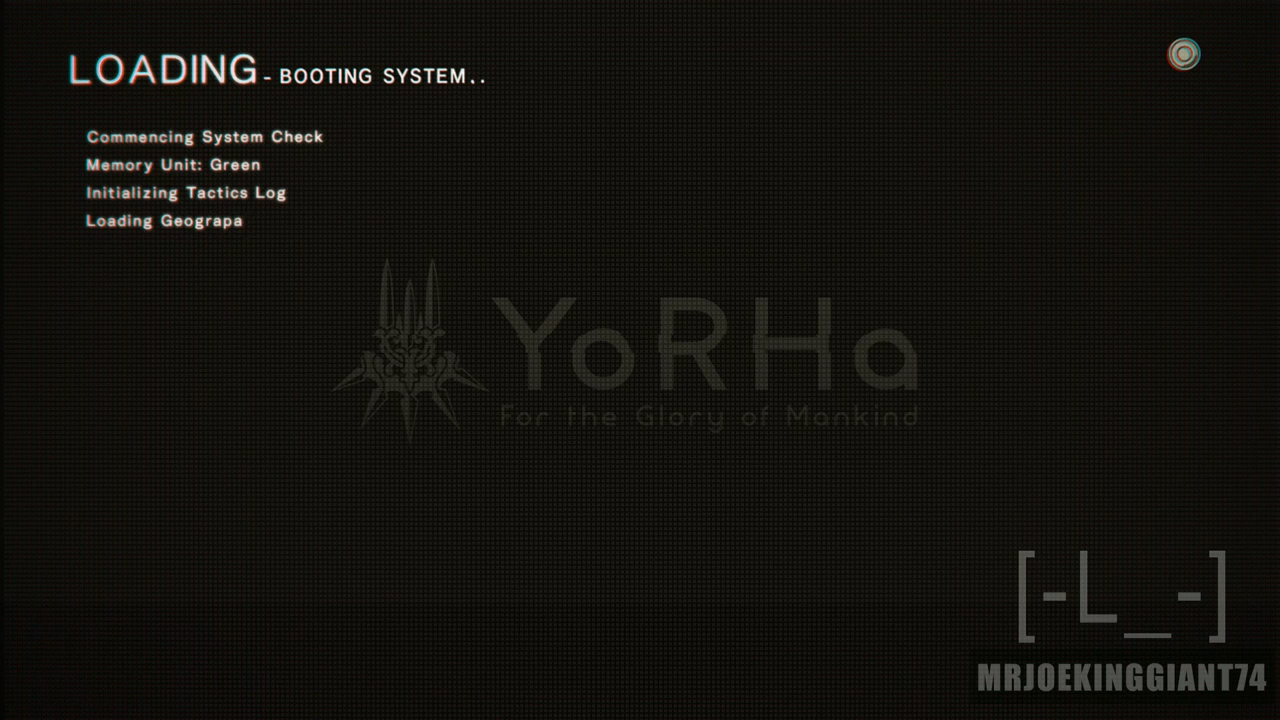 LOADING - BOOTING SYSTEM..
Commencing System Check
Memory Unit: Green
Initializing Tactics Log
Loading Geograpa
YoRHa
For the Glory of Mankind
[-L_-]
MRJOEKINGGIANT74